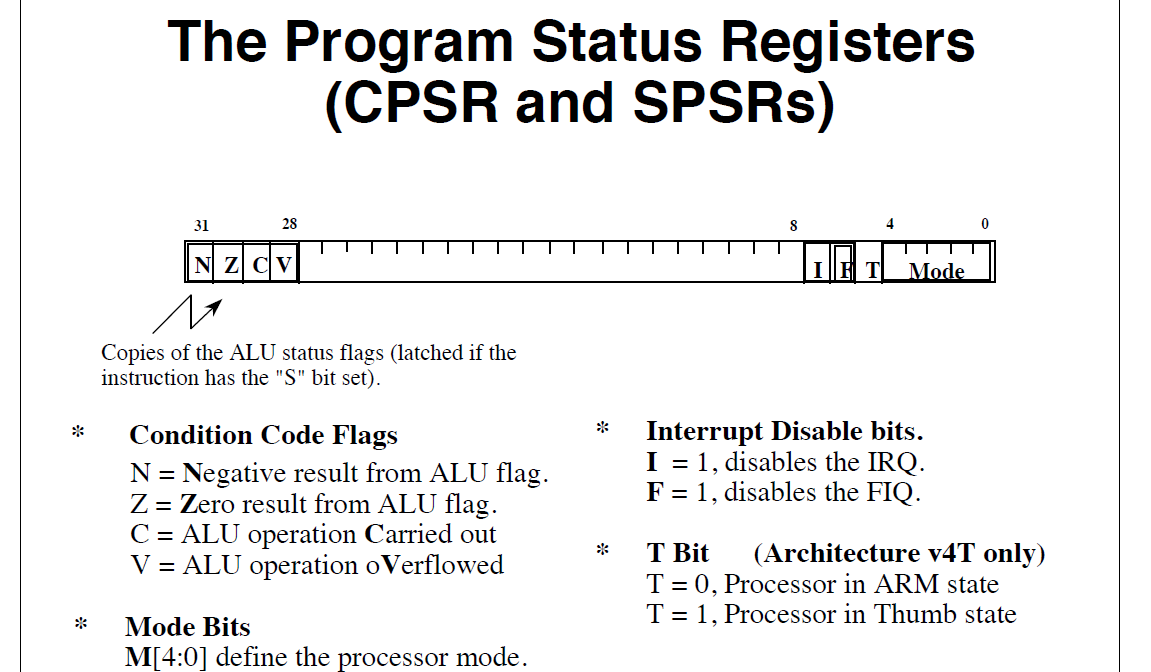 The Program Status Registers
(CPSR and SPSRs)
31 28 8 4 0
N Z C V I F T Mode
Copies of the ALU status flags (latched if the
instruction has the "S" bit set).
* Condition Code Flags
N = Negative result from ALU flag.
Z = Zero result from ALU flag.
C = ALU operation Carried out
V = ALU operation oVerflowed
* Mode Bits
M[4:0] define the processor mode.
* Interrupt Disable bits.
I = 1, disables the IRQ.
F = 1, disables the FIQ.
* T Bit (Architecture v4T only)
T = 0, Processor in ARM state
T = 1, Processor in Thumb state